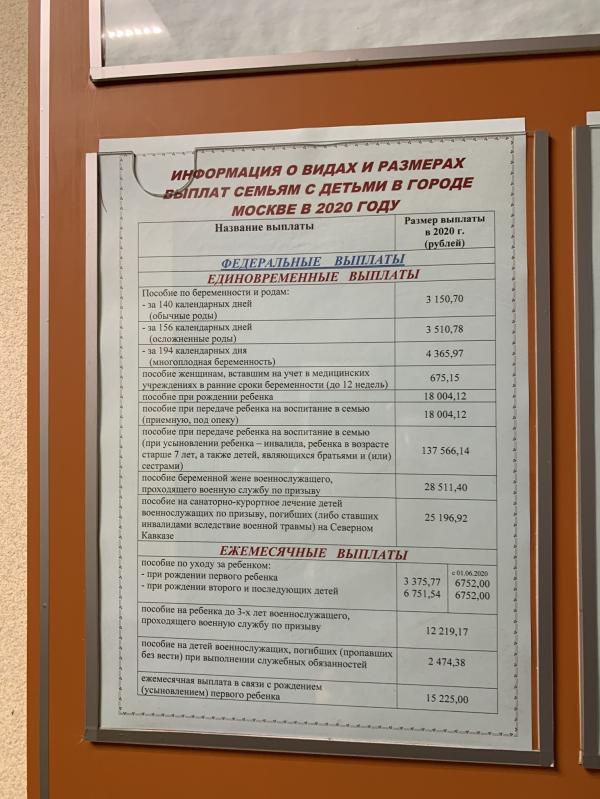 ИНФОРМАЦИЯ О ВИДАХ И РАЗМЕРАХ
ВЫПЛАТ СЕМЬЯМ С ДЕТЬМИ В ГОРОДЕ
МОСКВЕ В 2020 ГОДУ
Название выплаты
Размер выплаты
в 2020 г.
(рублей)
ФЕДЕРАЛЬНЫЕ ВЫПЛАТЫ
ЕДИНОВРЕМЕННЫЕ ВЫПЛАТЫ
Пособие по беременности и родам:
- за 140 календарных дней
(обычные роды)
3 150,70
- за 156 календарных дней
(осложненные роды)
3 510,78
- за 194 календарных дня
(многоплодная беременность)
4 365,97
пособие женщинам, вставшим на учет в медицинских
учреждениях в ранние сроки беременности (до 12 недель)
675,15
пособие при рождении ребенка
18 004,12
пособие при передаче ребенка на воспитание в семью
(приемную, под опеку)
18 004,12
пособие при передаче ребенка на воспитание в семью
(при усыновлении ребенка – инвалида, ребенка в возрасте
старше 7 лет, а также детей, являющихся братьями и (или)
сестрами)
137 566,14
пособие беременной жене военнослужащего,
проходящего военную службу по призыву
28 511,40
пособие на санаторно-курортное лечение детей
военнослужащих по призыву, погибших (либо ставших
инвалидами вследствие военной травмы) на Северном
Кавказе
25 196,92
ЕЖЕМЕСЯЧНЫЕ ВЫПЛАТЫ
пособие по уходу за ребенком:
с 01.06.2020
- при рождении первого ребенка 3 375,77 6752,00
- при рождении второго и последующих детей 6 751,54 6752,00
пособие на ребенка до 3-х лет военнослужащего,
проходящего военную службу по призыву
12 219,17
пособие на детей военнослужащих, погибших (пропавших
без вести) при выполнении служебных обязанностей
2 474,38
ежемесячная выплата в связи с рождением
(усыновлением) первого ребенка
15 225,00